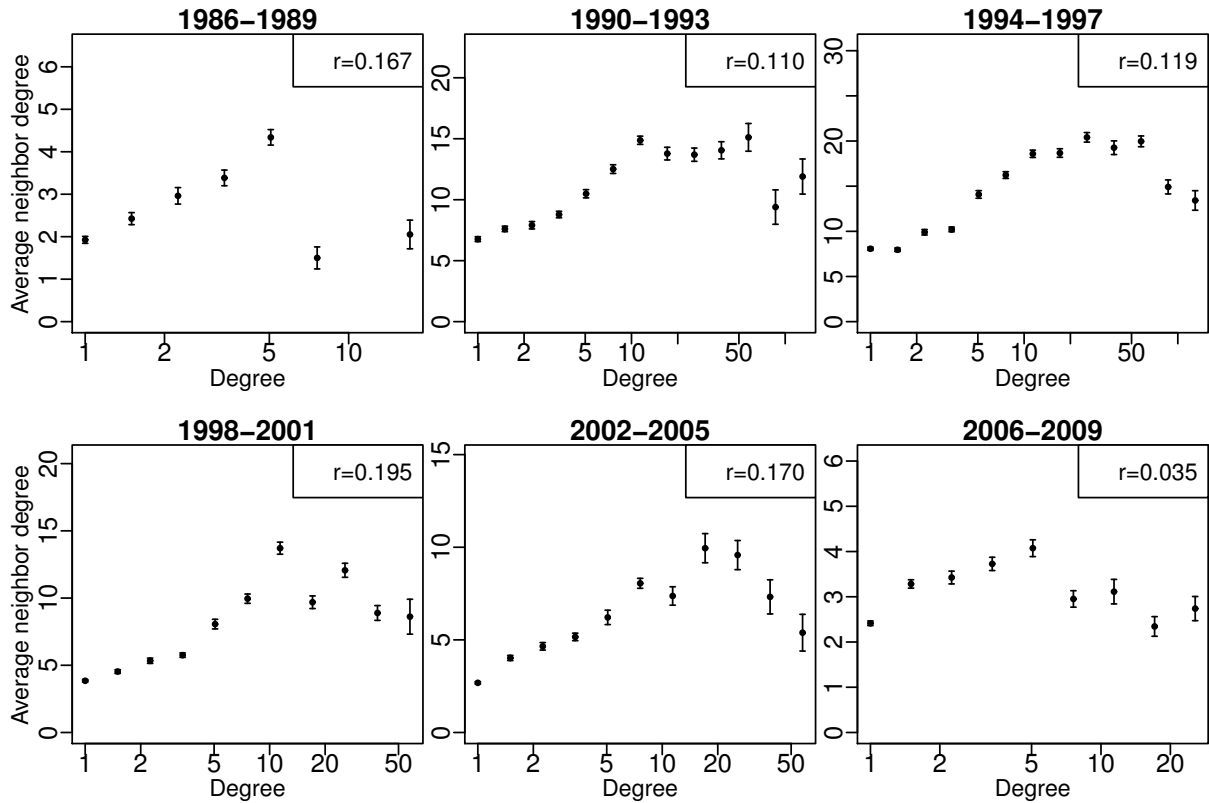 1986−1989
1990−1993
1994−1997
r=0.167
r=0.110
r=0.119
Average neighbor degree
0 1 2 3 4 5 6
0 5 10 15 20
0 5 10 20 30
1 2 5 10
1 2 5 10 50
1 2 5 10 50
Degree
Degree
Degree
1998−2001
2002−2005
2006−2009
r=0.195
r=0.170
r=0.035
Average neighbor degree
0 5 10 15 20
0 5 10 15
0 1 2 3 4 5 6
1 2 5 10 20 50
1 2 5 10 20 50
1 2 5 10 20
Degree
Degree
Degree